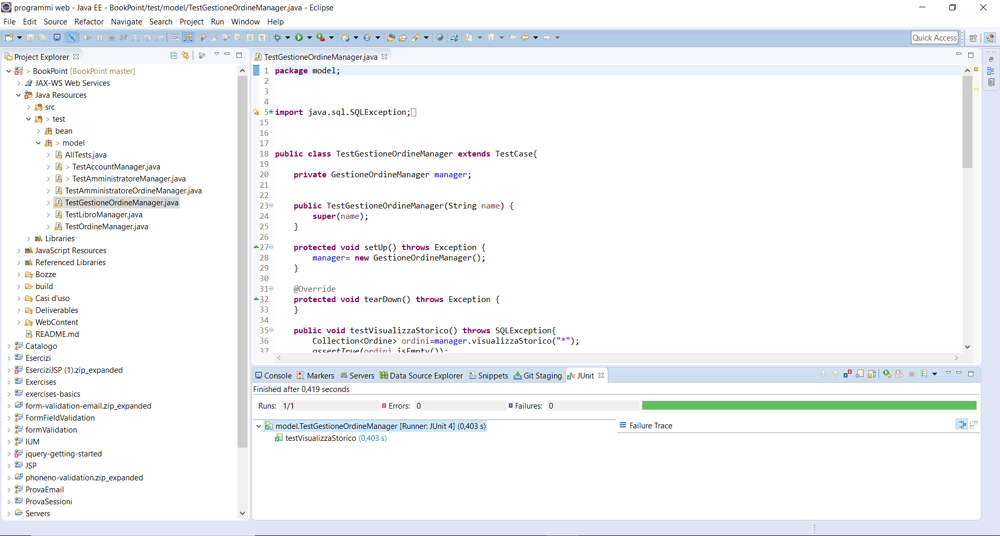 programmi web - Java EE - BookPoint/test/model/TestGestioneOrdineManager.java - Eclipse
File Edit Source Refactor Navigate Search Project Run Window Help
Quick Access
Project Explorer
> BookPoint [BookPoint master]
JAX-WS Web Services
Java Resources
src
> test
bean
> model
AllTests.java
> TestAccountManager.java
> TestAmministratoreManager.java
TestAmministratoreOrdineManager.java
TestGestioneOrdineManager.java
TestLibroManager.java
TestOrdineManager.java
Libraries
JavaScript Resources
Referenced Libraries
Bozze
build
Casi d'uso
Deliverables
WebContent
README.md
Catalogo
Esercizi
EserciziJSP (1).zip_expanded
Exercises
exercises-basics
form-validation-email.zip_expanded
FormFieldValidation
formValidation
IUM
jquery-getting-started
JSP
phoneno-validation.zip_expanded
ProvaEmail
ProvaSessioni
Servers
TestGestioneOrdineManager.java
1 package model;
2
3
4
5 import java.sql.SQLException;
15
16
17
18 public class TestGestioneOrdineManager extends TestCase{
19
20 private GestioneOrdineManager manager;
21
22
23 public TestGestioneOrdineManager(String name) {
24 super(name);
25 }
26
27 protected void setUp() throws Exception {
28 manager= new GestioneOrdineManager();
29 }
30
31 @Override
32 protected void tearDown() throws Exception {
33 }
34
35 public void testVisualizzaStorico() throws SQLException{
36 Collection<Ordine> ordini=manager.visualizzaStorico("*");
37 assertTrue(ordini.isEmpty());
Console Markers Servers Data Source Explorer Snippets Git Staging JUnit
Finished after 0,419 seconds
Runs: 1/1 Errors: 0 Failures: 0
model.TestGestioneOrdineManager [Runner: JUnit 4] (0,403 s)
testVisualizzaStorico (0,403 s)
Failure Trace